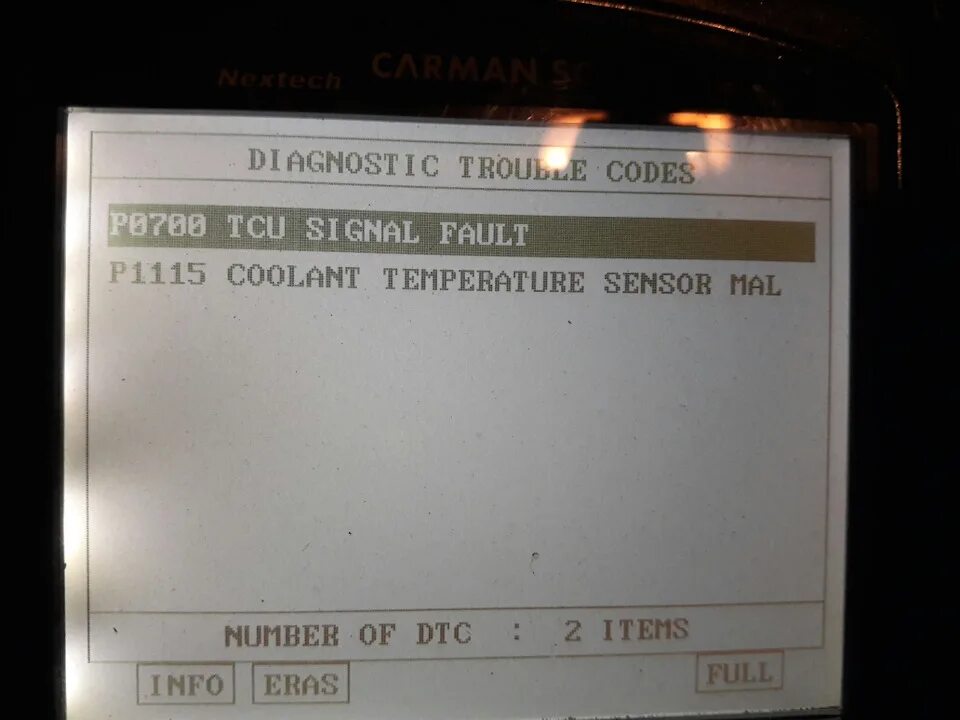 Nextech CARMAN
DIAGNOSTIC TROUBLE CODES
P0700 TCU SIGNAL FAULT
P1115 COOLANT TEMPERATURE SENSOR MAL
NUMBER OF DTC : 2 ITEMS
INFO ERAS FULL